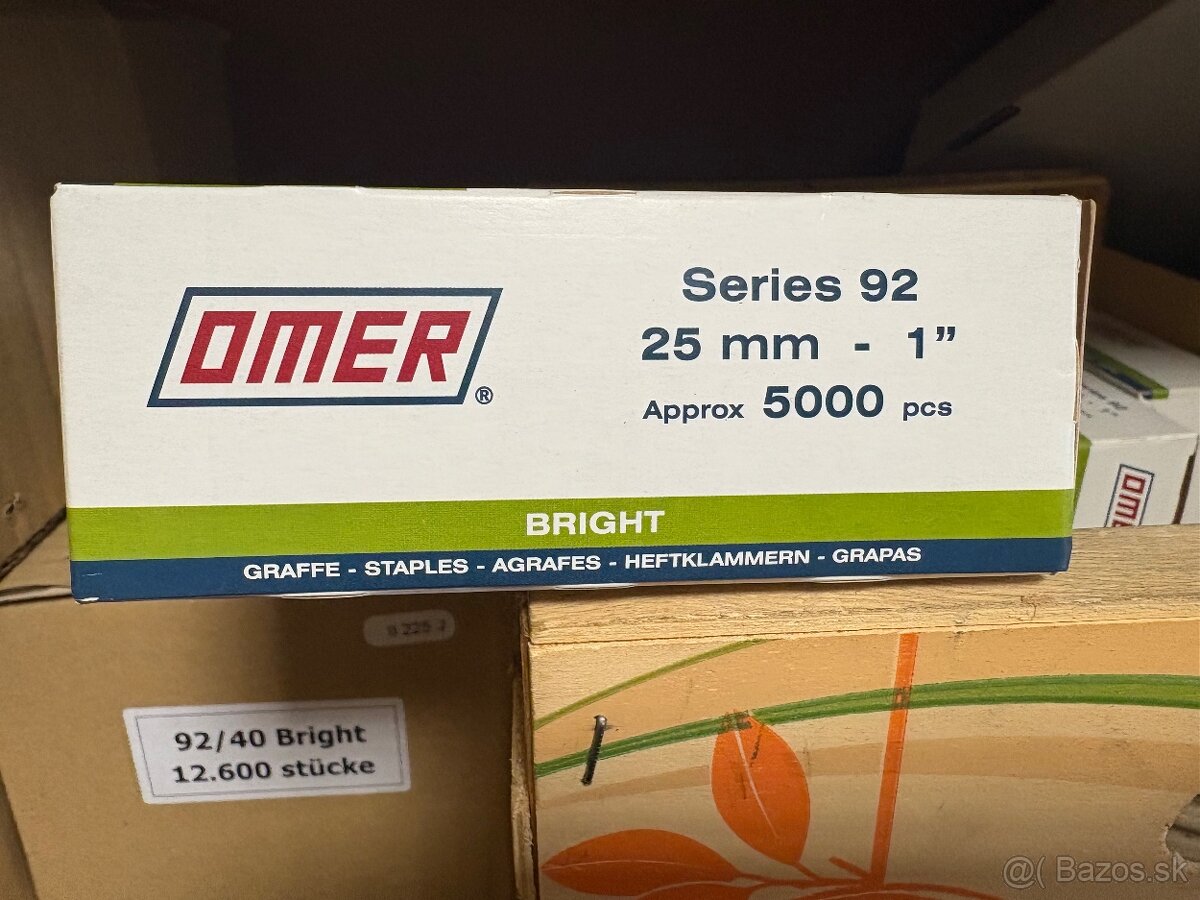 OMER®
Series 92
25 mm - 1”
Approx 5000 pcs
BRIGHT
GRAFFE - STAPLES - AGRAFES - HEFTKLAMMERN - GRAPAS
OMER
92/40 Bright
12.600 stücke
@( Bazos.sk